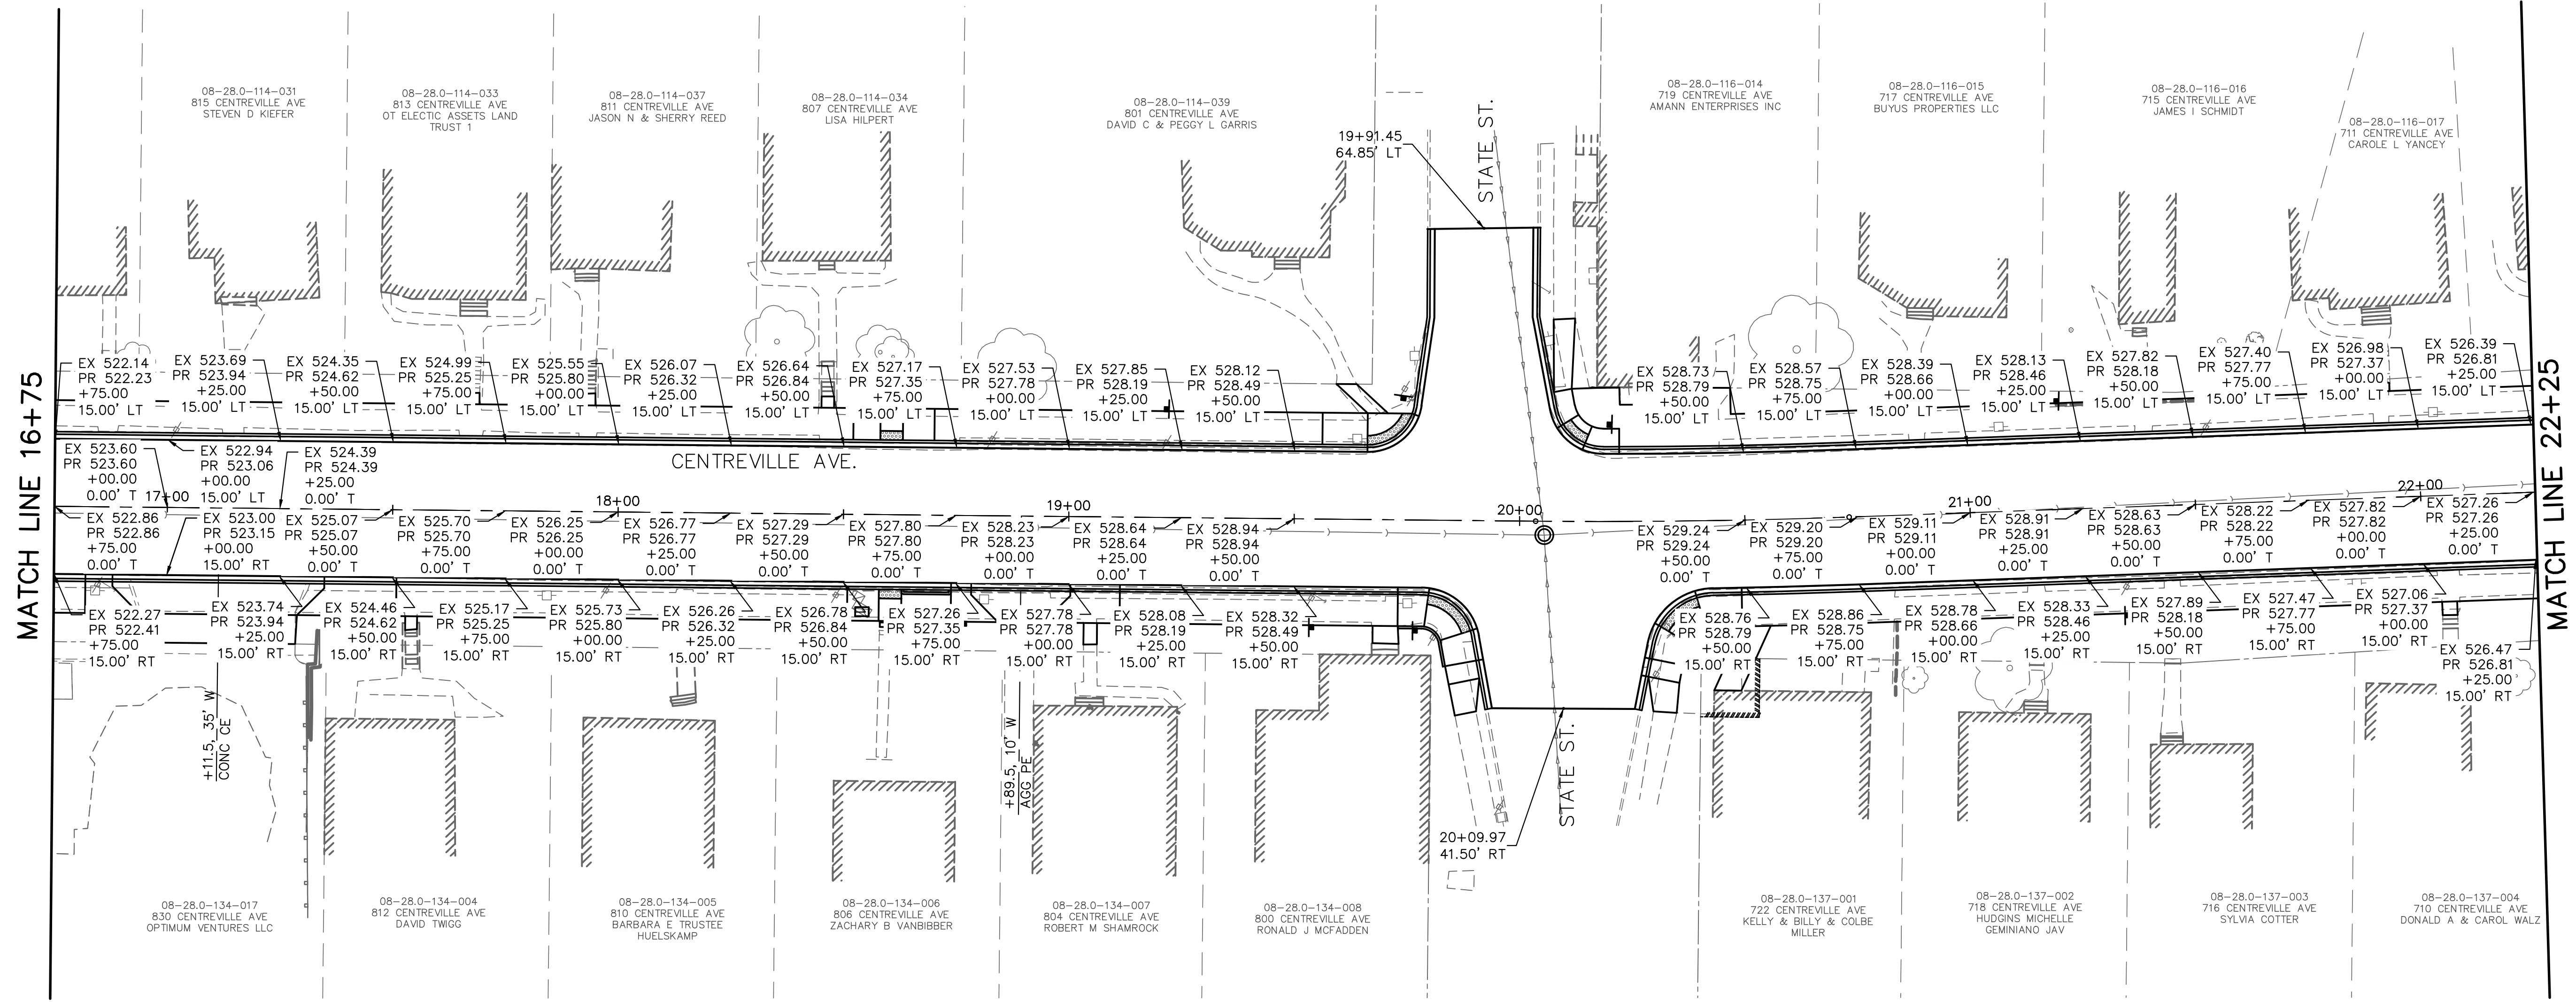 MATCH LINE 16+75
08-28.0-114-031
815 CENTREVILLE AVE
STEVEN D KIEFER
08-28.0-114-033
813 CENTREVILLE AVE
OT ELECTIC ASSETS LAND
TRUST 1
08-28.0-114-037
811 CENTREVILLE AVE
JASON N & SHERRY REED
08-28.0-114-034
807 CENTREVILLE AVE
LISA HILPERT
08-28.0-114-039
801 CENTREVILLE AVE
DAVID C & PEGGY L GARRIS
19+91.45
64.85' LT
STATE ST.
08-28.0-116-014
719 CENTREVILLE AVE
AMANN ENTERPRISES INC
08-28.0-116-015
717 CENTREVILLE AVE
BUYUS PROPERTIES LLC
08-28.0-116-016
715 CENTREVILLE AVE
JAMES I SCHMIDT
08-28.0-116-017
711 CENTREVILLE AVE
CAROLE L YANCEY
EX 522.14
PR 522.23
+75.00
15.00' LT
EX 523.69
PR 523.94
+25.00
15.00' LT
EX 524.35
PR 524.62
+50.00
15.00' LT
EX 524.99
PR 525.25
+75.00
15.00' LT
EX 525.55
PR 525.80
+00.00
15.00' LT
EX 526.07
PR 526.32
+25.00
15.00' LT
EX 526.64
PR 526.84
+50.00
15.00' LT
EX 527.17
PR 527.35
+75.00
15.00' LT
EX 527.53
PR 527.78
+00.00
15.00' LT
EX 527.85
PR 528.19
+25.00
15.00' LT
EX 528.12
PR 528.49
+50.00
15.00' LT
EX 528.73
PR 528.79
+50.00
15.00' LT
EX 528.57
PR 528.75
+75.00
15.00' LT
EX 528.39
PR 528.66
+00.00
15.00' LT
EX 528.13
PR 528.46
+25.00
15.00' LT
EX 527.82
PR 528.18
+50.00
15.00' LT
EX 527.40
PR 527.77
+75.00
15.00' LT
EX 526.98
PR 527.37
+00.00
15.00' LT
EX 526.39
PR 526.81
+25.00
15.00' LT
EX 523.60
PR 523.60
+00.00
0.00' T
EX 522.94
PR 523.06
+00.00
15.00' LT
EX 524.39
PR 524.39
+25.00
0.00' T
CENTREVILLE AVE.
17+00
18+00
19+00
20+00
21+00
22+00
EX 522.86
PR 522.86
+75.00
0.00' T
EX 523.00
PR 523.15
+00.00
15.00' RT
EX 525.07
PR 525.07
+50.00
0.00' T
EX 525.70
PR 525.70
+75.00
0.00' T
EX 526.25
PR 526.25
+00.00
0.00' T
EX 526.77
PR 526.77
+25.00
0.00' T
EX 527.29
PR 527.29
+50.00
0.00' T
EX 527.80
PR 527.80
+75.00
0.00' T
EX 528.23
PR 528.23
+00.00
0.00' T
EX 528.64
PR 528.64
+25.00
0.00' T
EX 528.94
PR 528.94
+50.00
0.00' T
EX 529.24
PR 529.24
+50.00
0.00' T
EX 529.20
PR 529.20
+75.00
0.00' T
EX 529.11
PR 529.11
+00.00
0.00' T
EX 528.91
PR 528.91
+25.00
0.00' T
EX 528.63
PR 528.63
+50.00
0.00' T
EX 528.22
PR 528.22
+75.00
0.00' T
EX 527.82
PR 527.82
+00.00
0.00' T
EX 527.26
PR 527.26
+25.00
0.00' T
EX 522.27
PR 522.41
+75.00
15.00' RT
EX 523.74
PR 523.94
+25.00
15.00' RT
EX 524.46
PR 524.62
+50.00
15.00' RT
EX 525.17
PR 525.25
+75.00
15.00' RT
EX 525.73
PR 525.80
+00.00
15.00' RT
EX 526.26
PR 526.32
+25.00
15.00' RT
EX 526.78
PR 526.84
+50.00
15.00' RT
EX 527.26
PR 527.35
+75.00
15.00' RT
EX 527.78
PR 527.78
+00.00
15.00' RT
EX 528.08
PR 528.19
+25.00
15.00' RT
EX 528.32
PR 528.49
+50.00
15.00' RT
EX 528.76
PR 528.79
+50.00
15.00' RT
EX 528.86
PR 528.75
+75.00
15.00' RT
EX 528.78
PR 528.66
+00.00
15.00' RT
EX 528.33
PR 528.46
+25.00
15.00' RT
EX 527.89
PR 528.18
+50.00
15.00' RT
EX 527.47
PR 527.77
+75.00
15.00' RT
EX 527.06
PR 527.37
+00.00
15.00' RT
EX 526.47
PR 526.81
+25.00
15.00' RT
+11.5, 35' W
CONC CE
+89.5, 10' W
AGG PE
STATE ST.
20+09.97
41.50' RT
08-28.0-134-017
830 CENTREVILLE AVE
OPTIMUM VENTURES LLC
08-28.0-134-004
812 CENTREVILLE AVE
DAVID TWIGG
08-28.0-134-005
810 CENTREVILLE AVE
BARBARA E TRUSTEE
HUELSKAMP
08-28.0-134-006
806 CENTREVILLE AVE
ZACHARY B VANBIBBER
08-28.0-134-007
804 CENTREVILLE AVE
ROBERT M SHAMROCK
08-28.0-134-008
800 CENTREVILLE AVE
RONALD J MCFADDEN
08-28.0-137-001
722 CENTREVILLE AVE
KELLY & BILLY & COLBE
MILLER
08-28.0-137-002
718 CENTREVILLE AVE
HUDGINS MICHELLE
GEMINIANO JAV
08-28.0-137-003
716 CENTREVILLE AVE
SYLVIA COTTER
08-28.0-137-004
710 CENTREVILLE AVE
DONALD A & CAROL WALZ
MATCH LINE 22+25